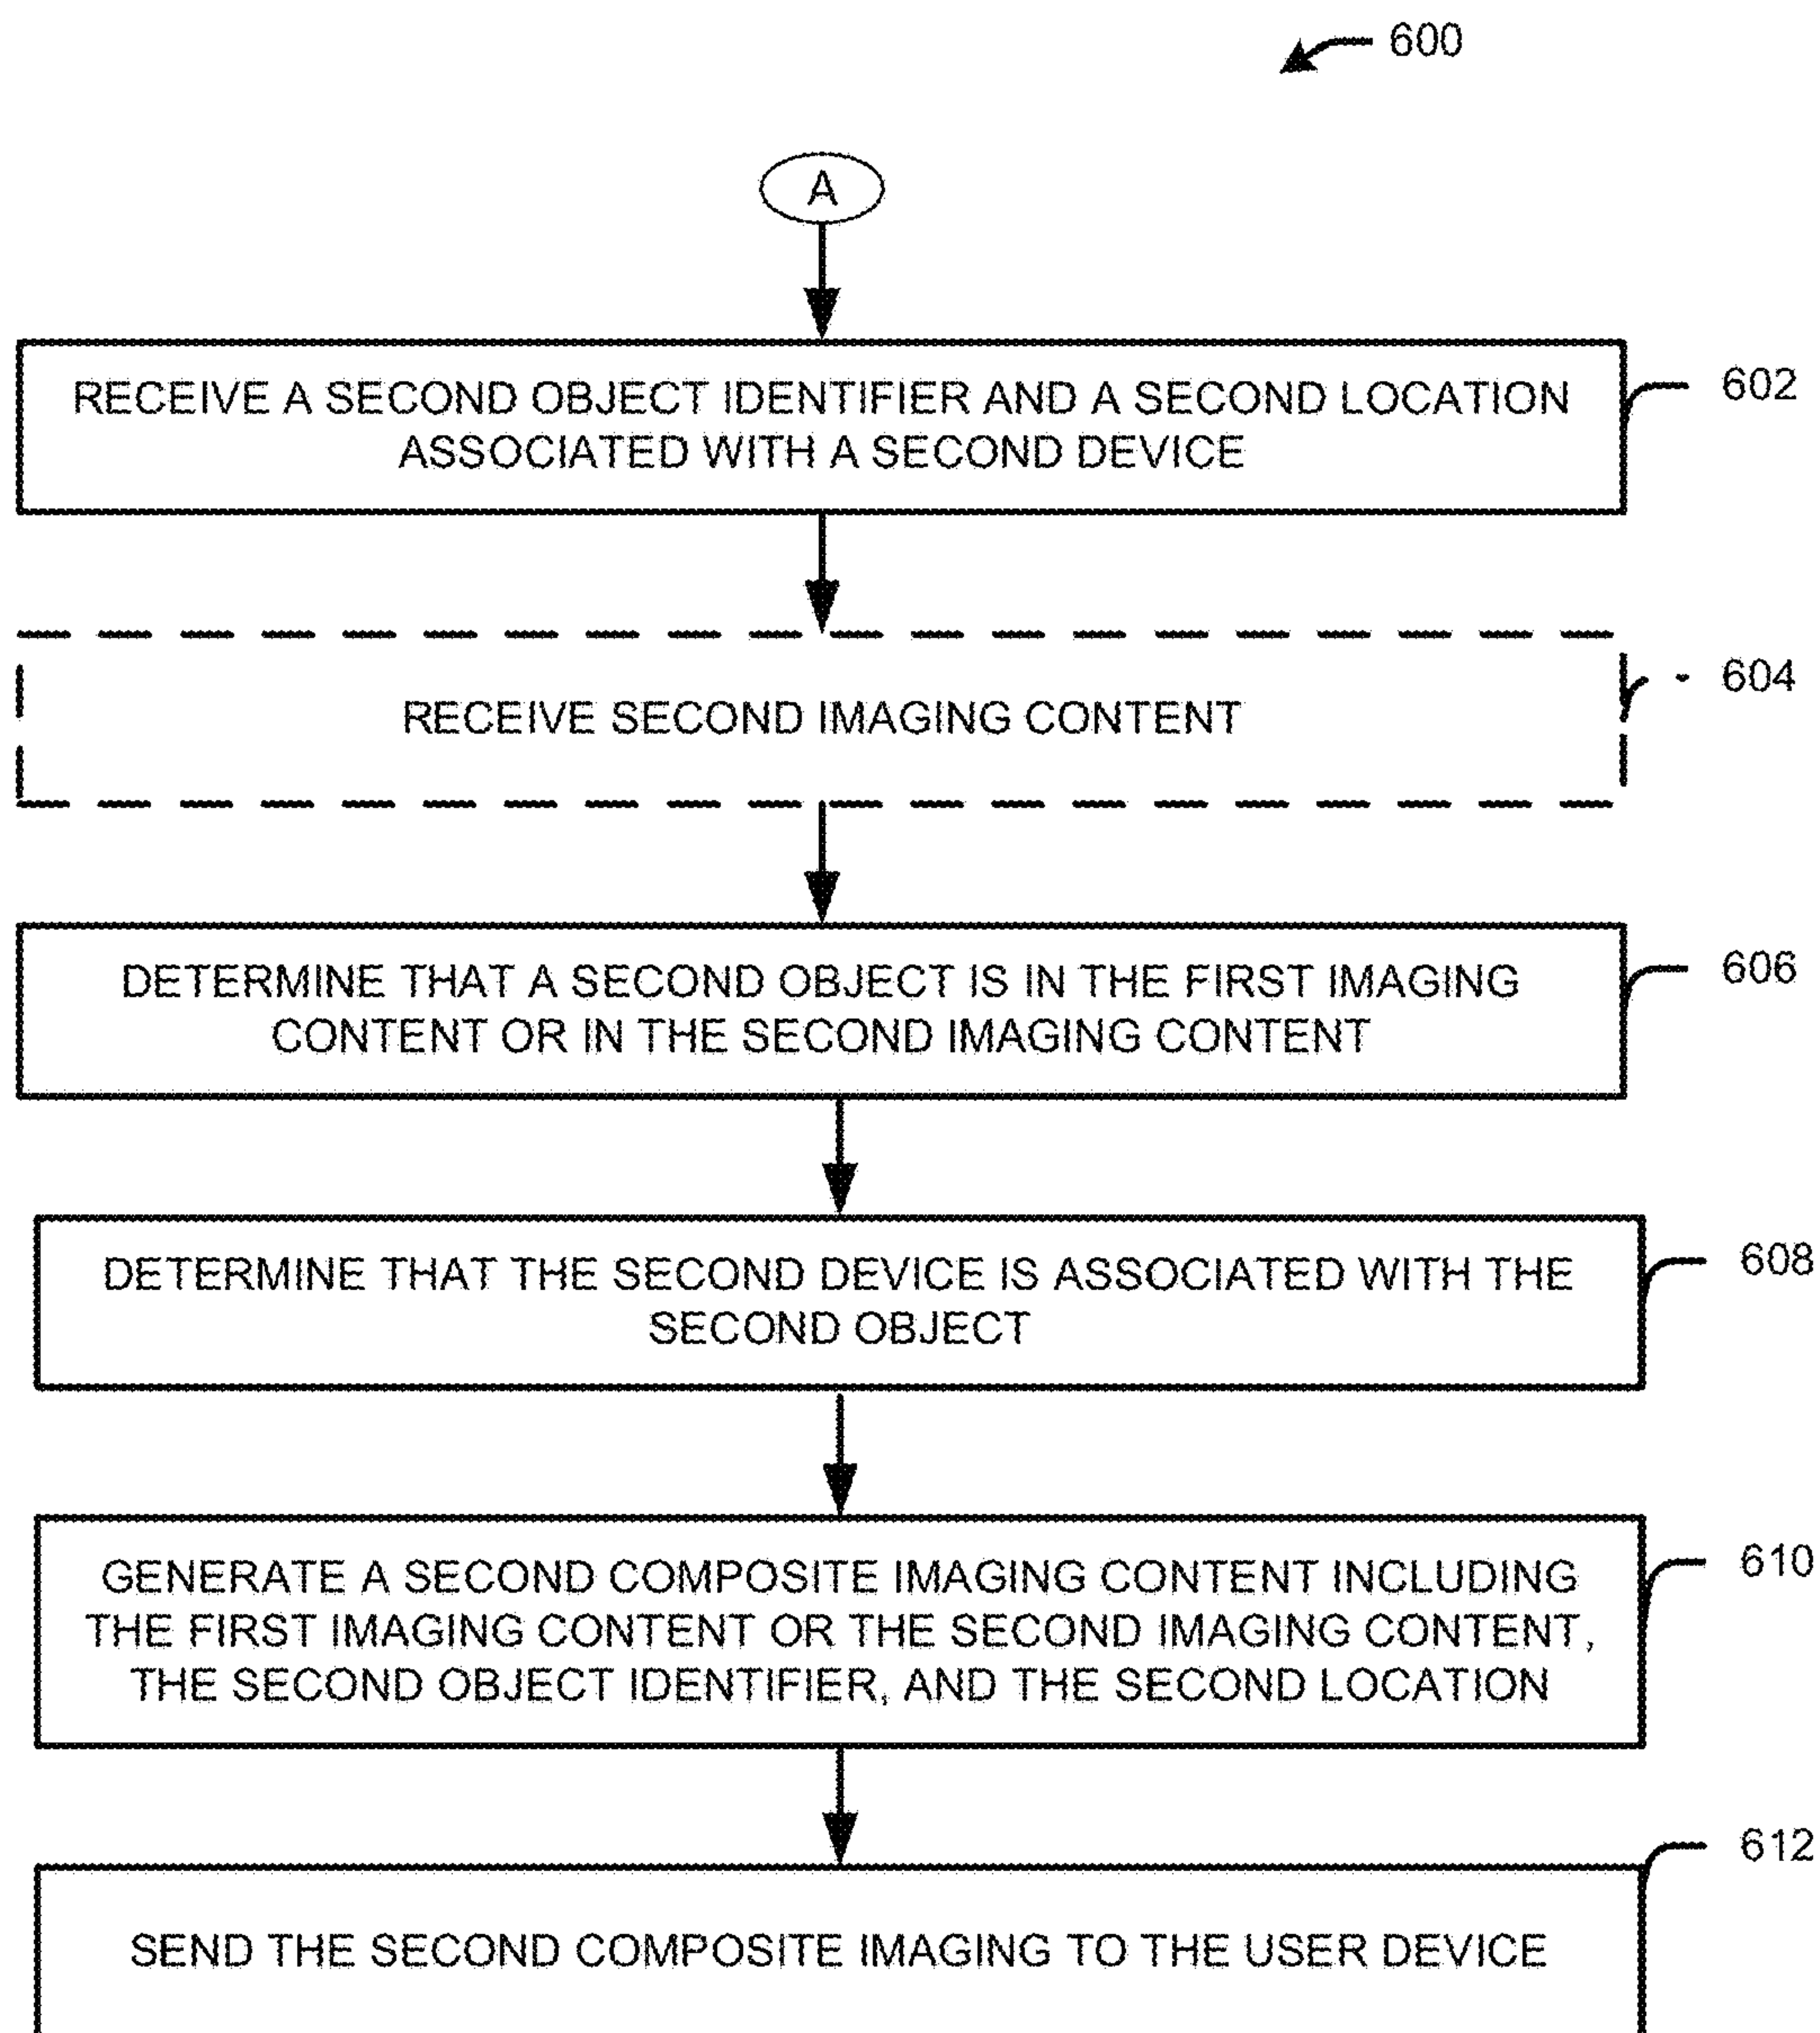 600
A
RECEIVE A SECOND OBJECT IDENTIFIER AND A SECOND LOCATION
ASSOCIATED WITH A SECOND DEVICE
602
RECEIVE SECOND IMAGING CONTENT
604
DETERMINE THAT A SECOND OBJECT IS IN THE FIRST IMAGING
CONTENT OR IN THE SECOND IMAGING CONTENT
606
DETERMINE THAT THE SECOND DEVICE IS ASSOCIATED WITH THE
SECOND OBJECT
608
GENERATE A SECOND COMPOSITE IMAGING CONTENT INCLUDING
THE FIRST IMAGING CONTENT OR THE SECOND IMAGING CONTENT,
THE SECOND OBJECT IDENTIFIER, AND THE SECOND LOCATION
610
SEND THE SECOND COMPOSITE IMAGING TO THE USER DEVICE
612